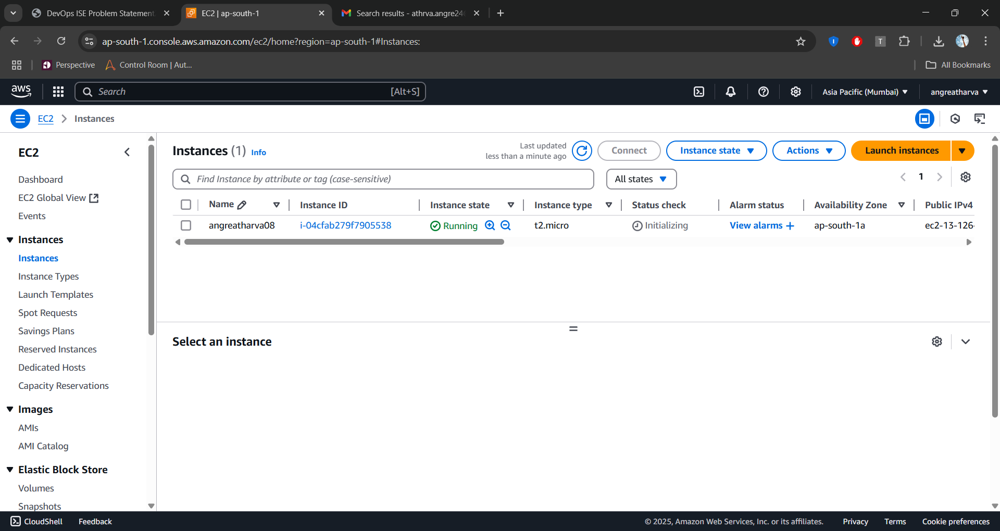 DevOps ISE Problem Statement
EC2 | ap-south-1
Search results - athrva.angre24
ap-south-1.console.aws.amazon.com/ec2/home?region=ap-south-1#Instances:
Perspective
Control Room | Aut...
All Bookmarks
aws
Search
[Alt+S]
Asia Pacific (Mumbai)
angreatharva
EC2
Instances
EC2
Dashboard
EC2 Global View
Events
Instances
Instances
Instance Types
Launch Templates
Spot Requests
Savings Plans
Reserved Instances
Dedicated Hosts
Capacity Reservations
Images
AMIs
AMI Catalog
Elastic Block Store
Volumes
Snapshots
Instances (1) Info
Last updated
less than a minute ago
Connect
Instance state
Actions
Launch instances
Find Instance by attribute or tag (case-sensitive)
All states
1
Name
Instance ID
Instance state
Instance type
Status check
Alarm status
Availability Zone
Public IPv4
angreatharva08
i-04cfab279f7905538
Running
t2.micro
Initializing
View alarms +
ap-south-1a
ec2-13-126-
Select an instance
CloudShell
Feedback
© 2025, Amazon Web Services, Inc. or its affiliates.
Privacy
Terms
Cookie preferences